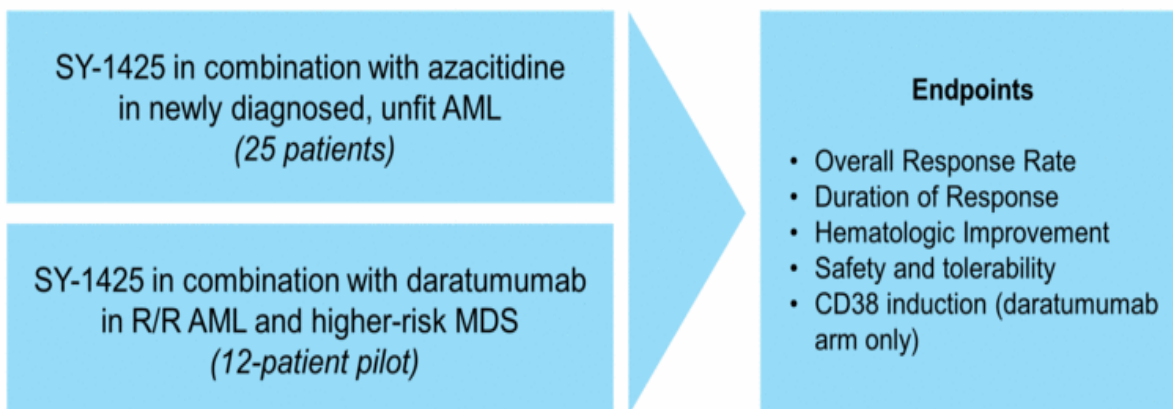 SY-1425 in combination with azacitidine
in newly diagnosed, unfit AML
(25 patients)
SY-1425 in combination with daratumumab
in R/R AML and higher-risk MDS
(12-patient pilot)
Endpoints
• Overall Response Rate
• Duration of Response
• Hematologic Improvement
• Safety and tolerability
• CD38 induction (daratumumab
arm only)